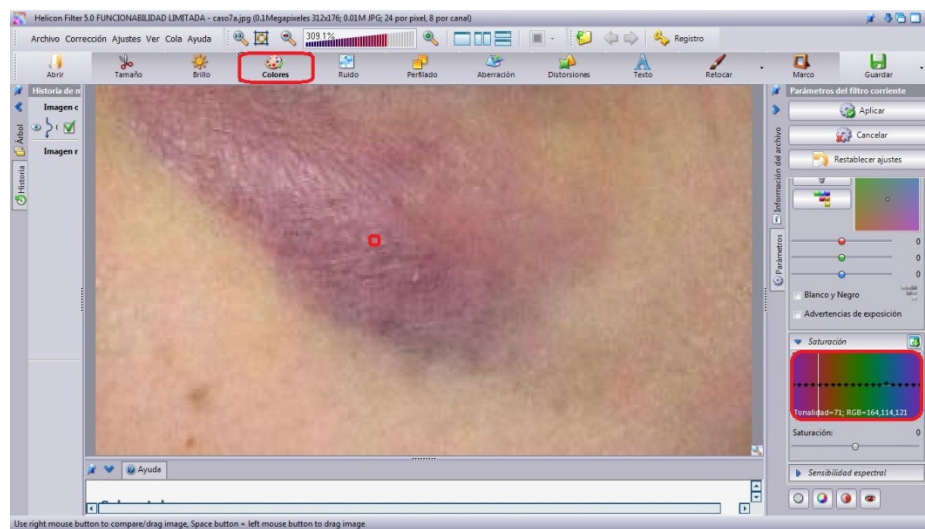 Helicon Filter 5.0 FUNCIONABILIDAD LIMITADA - caso7a.jpg (0.1Megapixeles 312x176; 0.01M JPG; 24 por pixel, 8 por canal)
Archivo Corrección Ajustes Ver Cola Ayuda 309.1% Registro
Abrir Tamaño Brillo Colores Ruido Perfilado Aberración Distorsiones Texto Retocar Marco Guardar
Historia de m
Parámetros del filtro corriente
Imagen c
Aplicar
Cancelar
Imagen r
Restablecer ajustes
Árbol
Historia
Información del archivo
Parámetros
0
0
0
Blanco y Negro
Advertencias de exposición
Saturación
Tonalidad=71; RGB=164,114,121
Saturación: 0
Sensibilidad espectral
Ayuda
Use right mouse button to compare/drag image, Space button + left mouse button to drag image